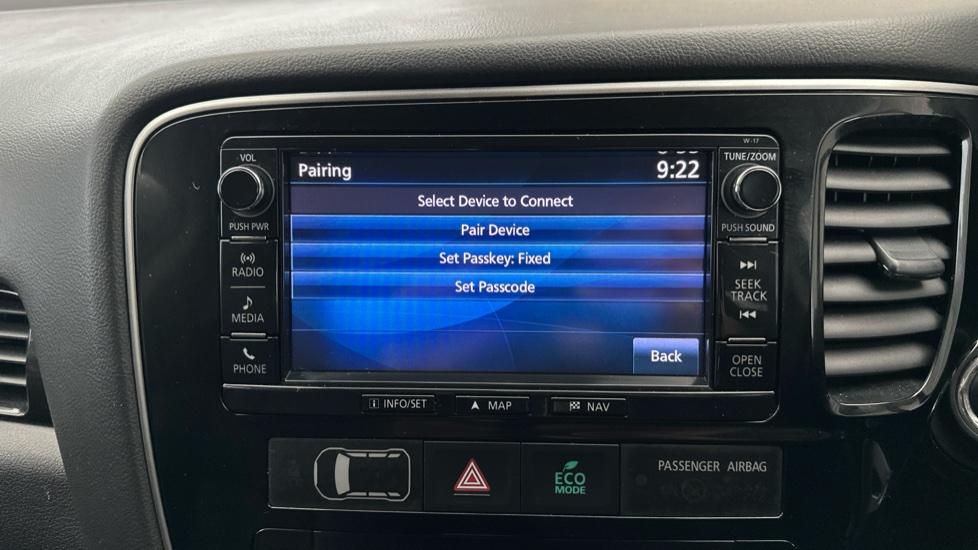 W-17
VOL
Pairing
9:22
TUNE/ZOOM
Select Device to Connect
PUSH PWR
Pair Device
PUSH SOUND
RADIO
Set Passkey: Fixed
SEEK
TRACK
Set Passcode
MEDIA
Back
PHONE
OPEN
CLOSE
INFO/SET
MAP
NAV
PASSENGER AIRBAG
ECO
MODE